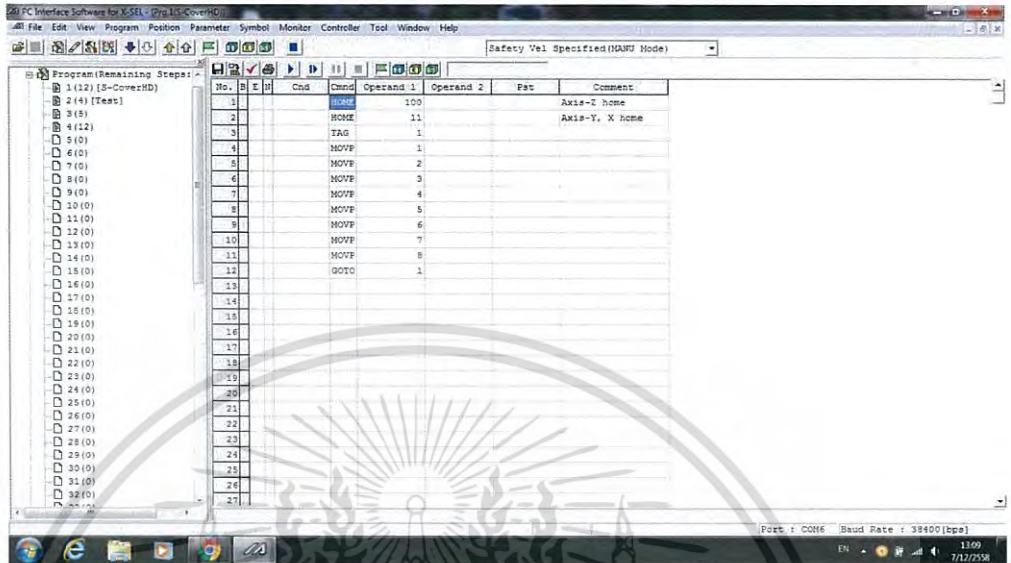 PC Interface Software for X-SEL - [Prg.1(S-CoverHD)]
File Edit View Program Position Parameter Symbol Monitor Controller Tool Window Help
Safety Vel Specified(MANU Mode)
Program(Remaining Steps:
1(12)[S-CoverHD]
2(4)[Test]
3(5)
4(12)
5(0)
6(0)
7(0)
8(0)
9(0)
10(0)
11(0)
12(0)
13(0)
14(0)
15(0)
16(0)
17(0)
18(0)
19(0)
20(0)
21(0)
22(0)
23(0)
24(0)
25(0)
26(0)
27(0)
28(0)
29(0)
30(0)
31(0)
32(0)
No. B E N Cnd Cmnd Operand 1 Operand 2 Pst Comment
1 HOME 100 Axis-Z home
2 HOME 11 Axis-Y, X home
3 TAG 1
4 MOVP 1
5 MOVP 2
6 MOVP 3
7 MOVP 4
8 MOVP 5
9 MOVP 6
10 MOVP 7
11 MOVP 8
12 GOTO 1
13
14
15
16
17
18
19
20
21
22
23
24
25
26
27
Port : COM6 Baud Rate : 38400[bps]
EN 13:09
7/12/2558